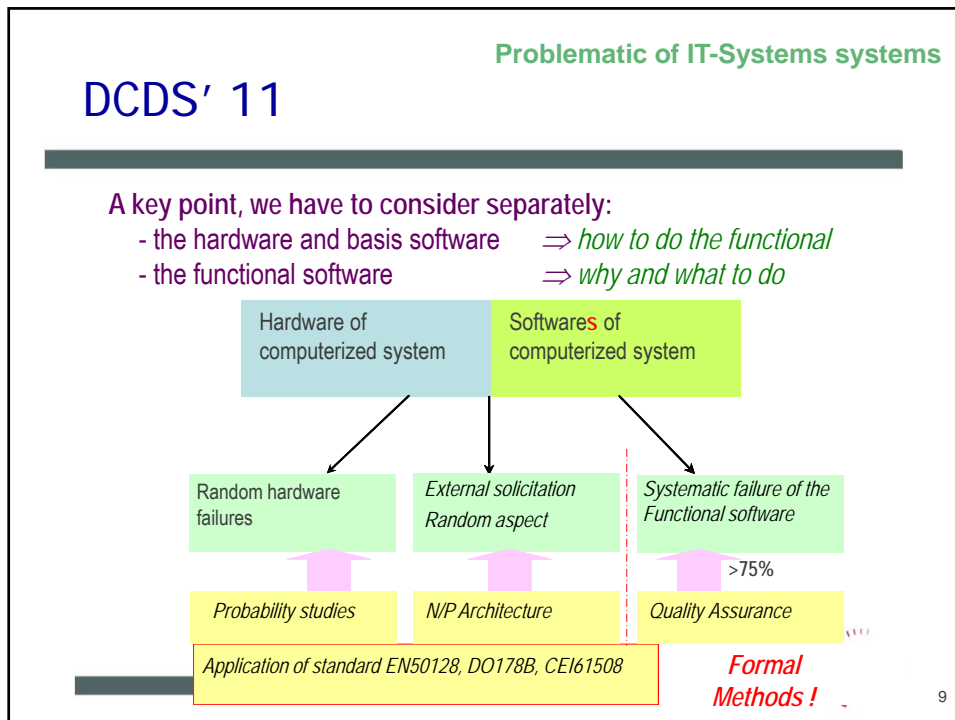 Problematic of IT-Systems systems
DCDS’ 11
A key point, we have to consider separately:
- the hardware and basis software ⇒ how to do the functional
- the functional software ⇒ why and what to do
Hardware of
computerized system
Softwares of
computerized system
Random hardware
failures
External solicitation
Random aspect
Systematic failure of the
Functional software
>75%
Probability studies
N/P Architecture
Quality Assurance
Application of standard EN50128, DO178B, CEI61508
Formal
Methods !
9